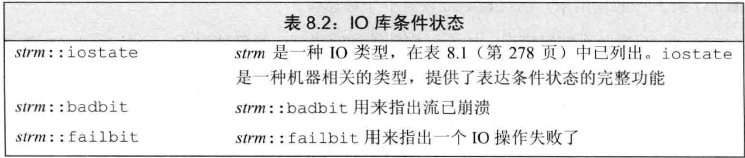 表 8.2：IO 库条件状态
strm::iostate strm 是一种 IO 类型，在表 8.1（第 278 页）中已列出。iostate
是一种机器相关的类型，提供了表达条件状态的完整功能
strm::badbit strm::badbit 用来指出流已崩溃
strm::failbit strm::failbit 用来指出一个 IO 操作失败了